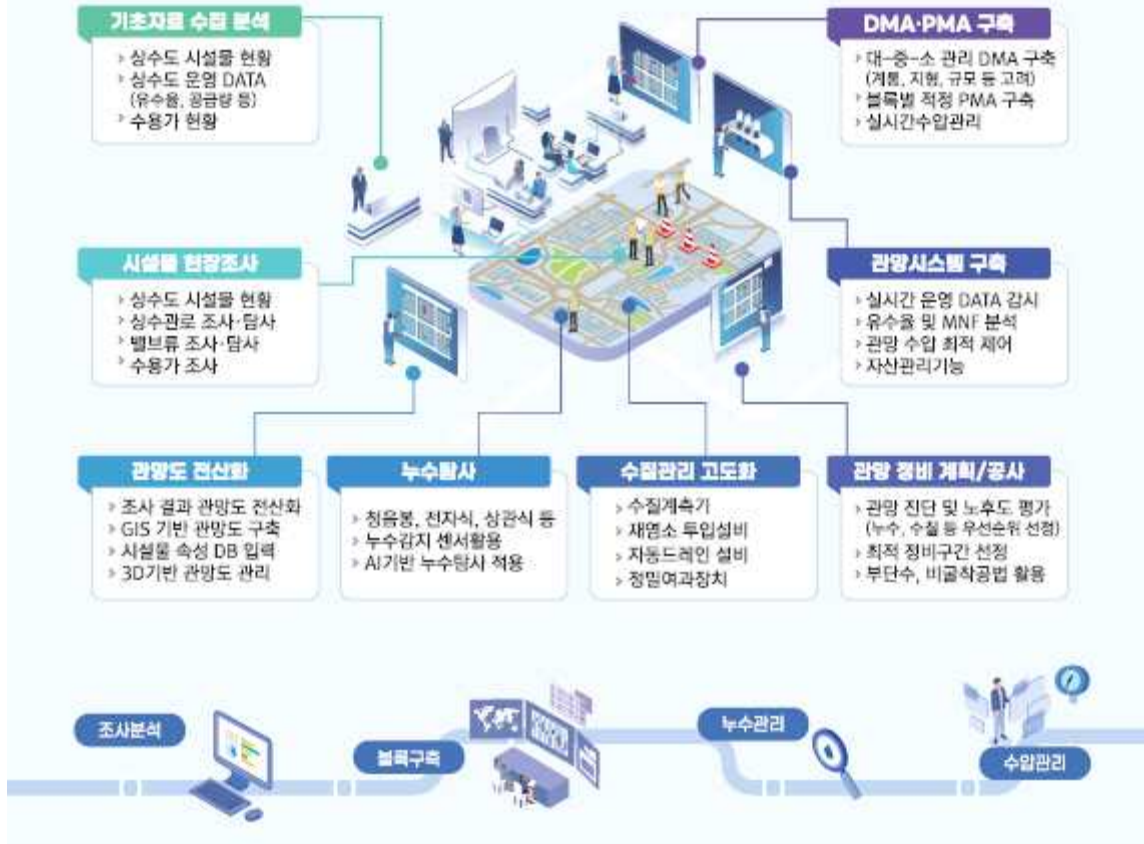 기초자료 수집 분석
› 상수도 시설물 현황
› 상수도 운영 DATA
(유수율, 공급량 등)
› 수용가 현황
DMA·PMA 구축
› 대-중-소 관리 DMA 구축
(계통, 지형, 규모 등 고려)
› 블록별 적정 PMA 구축
› 실시간수압관리
시설물 현장조사
› 상수도 시설물 현황
› 상수관로 조사·탐사
› 밸브류 조사·탐사
› 수용가 조사
관망시스템 구축
› 실시간 운영 DATA 감시
› 유수율 및 MNF 분석
› 관망 수압 최적 제어
› 자산관리기능
관망도 전산화
› 조사 결과 관망도 전산화
› GIS 기반 관망도 구축
› 시설물 속성 DB 입력
› 3D기반 관망도 관리
누수탐사
› 청음봉, 전자식, 상관식 등
› 누수감지 센서활용
› AI기반 누수탐사 적용
수질관리 고도화
› 수질계측기
› 재염소 투입설비
› 자동드레인 설비
› 정밀여과장치
관망 정비 계획/공사
› 관망 진단 및 노후도 평가
(누수, 수질 등 우선순위 선정)
› 최적 정비구간 선정
› 부단수, 비굴착공법 활용
조사분석
블록구축
누수관리
수압관리